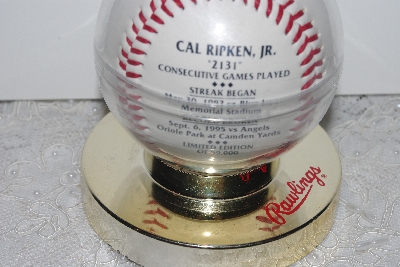 CAL RIPKEN, JR.
"2131"
CONSECUTIVE GAMES PLAYED
STREAK BEGAN
Memorial Stadium
Sept. 6, 1995 vs Angels
Oriole Park at Camden Yards
LIMITED EDITION
Rawlings